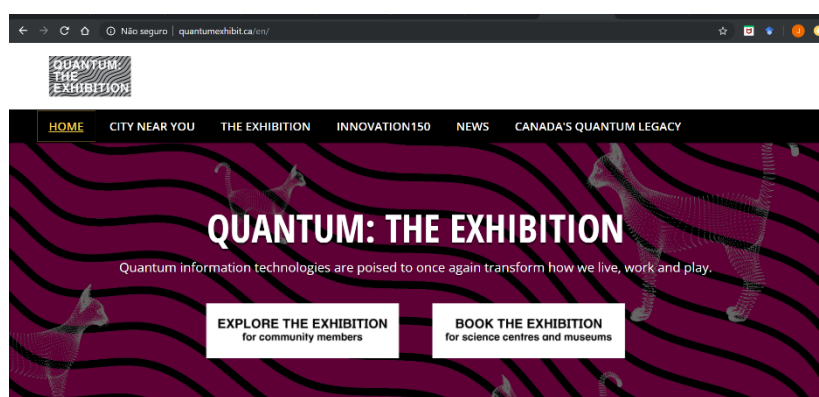 Não seguro | quantumexhibit.ca/en/
QUANTUM:
THE
EXHIBITION
HOME CITY NEAR YOU THE EXHIBITION INNOVATION150 NEWS CANADA'S QUANTUM LEGACY
QUANTUM: THE EXHIBITION
Quantum information technologies are poised to once again transform how we live, work and play.
EXPLORE THE EXHIBITION BOOK THE EXHIBITION
for community members for science centres and museums